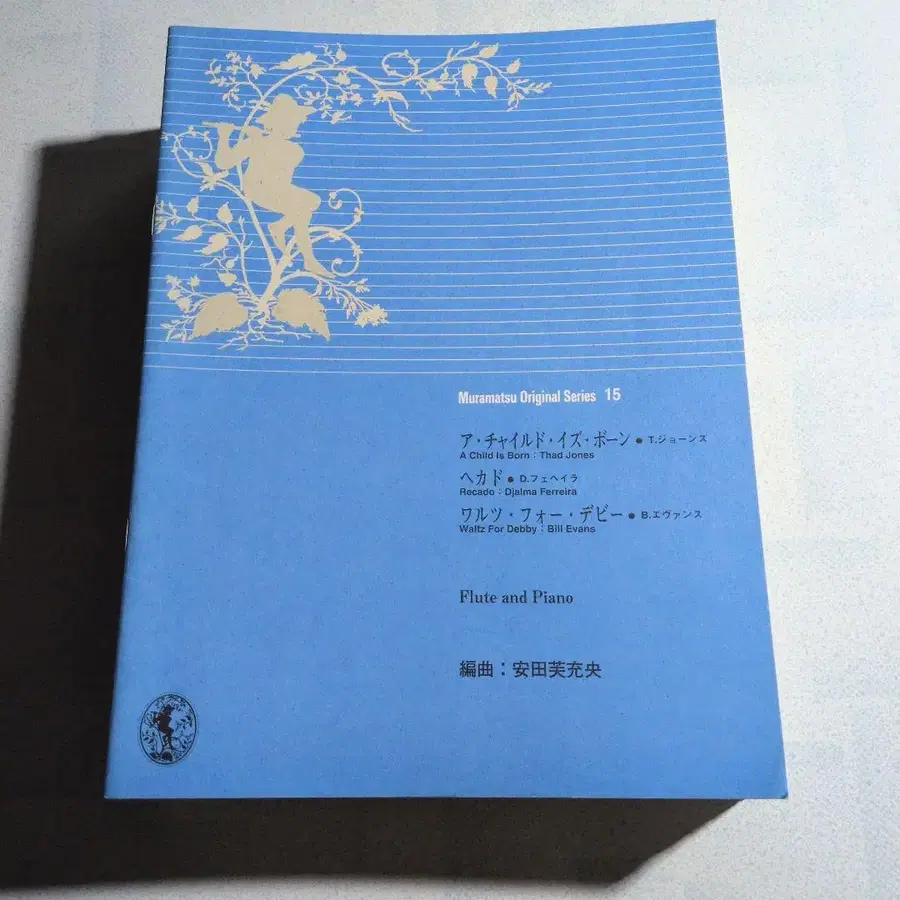 Muramatsu Original Series 15
ア・チャイルド・イズ・ボーン ● T.ジョーンズ
A Child Is Born : Thad Jones
ヘカド ● D.フェヘイラ
Recado : Djalma Ferreira
ワルツ・フォー・デビー ● B.エヴァンス
Waltz For Debby : Bill Evans
Flute and Piano
編曲：安田芙充央